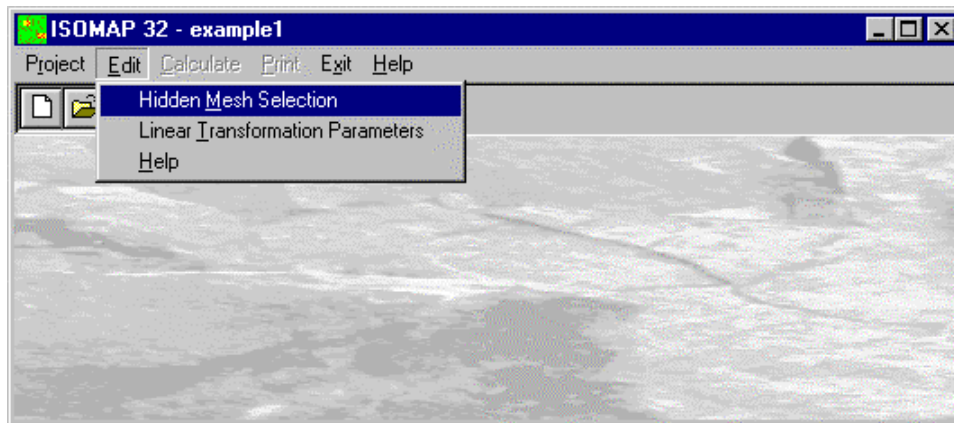 ISOMAP 32 - example1
Project Edit Calculate Print Exit Help
Hidden Mesh Selection
Linear Transformation Parameters
Help